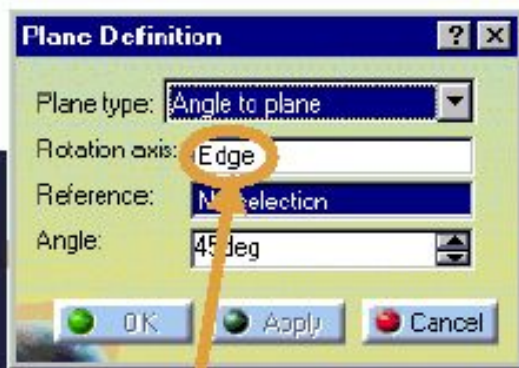 Plane Definition ? ×
Plane type: Angle to plane
Rotation axis: Edge
Reference: No selection
Angle: 45deg
OK Apply Cancel